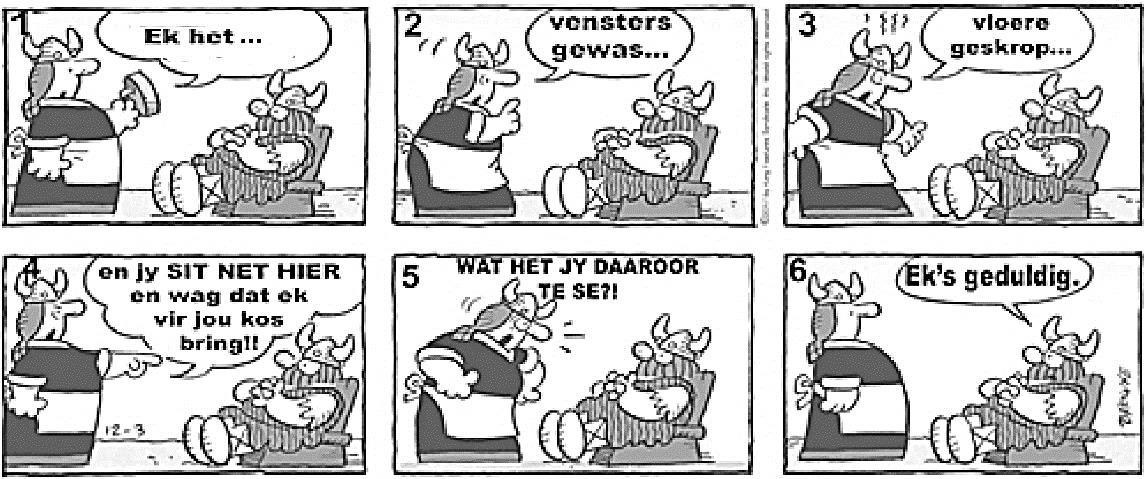 1
Ek het ...
2
vensters
gewas...
3
vloere
geskrop...
4
en jy SIT NET HIER
en wag dat ek
vir jou kos
bring!!
12-3
5
WAT HET JY DAAROOR
TE SE?!
6
Ek's geduldig.